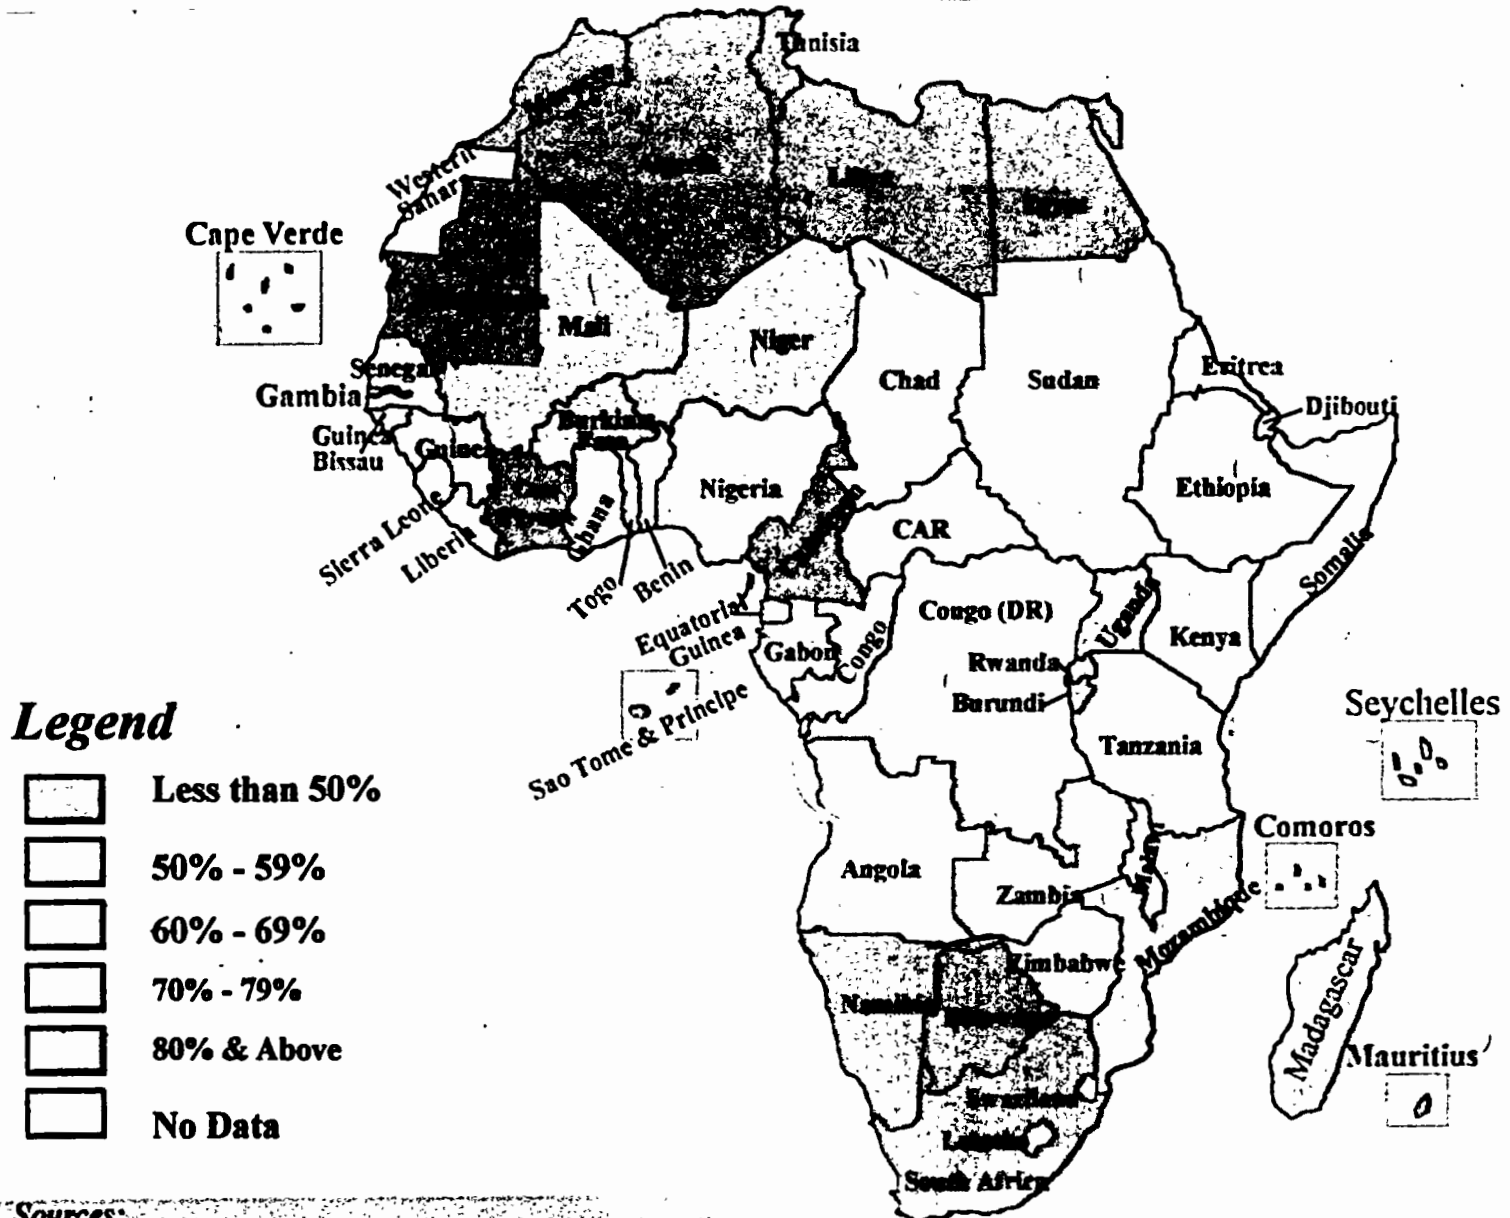 Tunisia
Western
Sahara
Cape Verde
Mali
Niger
Chad
Sudan
Eritrea
Djibouti
Senegal
Gambia
Guinea
Bissau
Guinea
Burkina
Faso
Sierra Leone
Liberia
Ghana
Togo
Benin
Nigeria
CAR
Ethiopia
Somalia
Equatorial
Guinea
Gabon
Congo
Congo (DR)
Uganda
Kenya
Rwanda
Burundi
Tanzania
Sao Tome & Principe
Seychelles
Comoros
Angola
Zambia
Malawi
Mozambique
Zimbabwe
Namibia
Madagascar
Mauritius
Swaziland
Lesotho
South Africa
Legend
Less than 50%
50% - 59%
60% - 69%
70% - 79%
80% & Above
No Data
Sources: